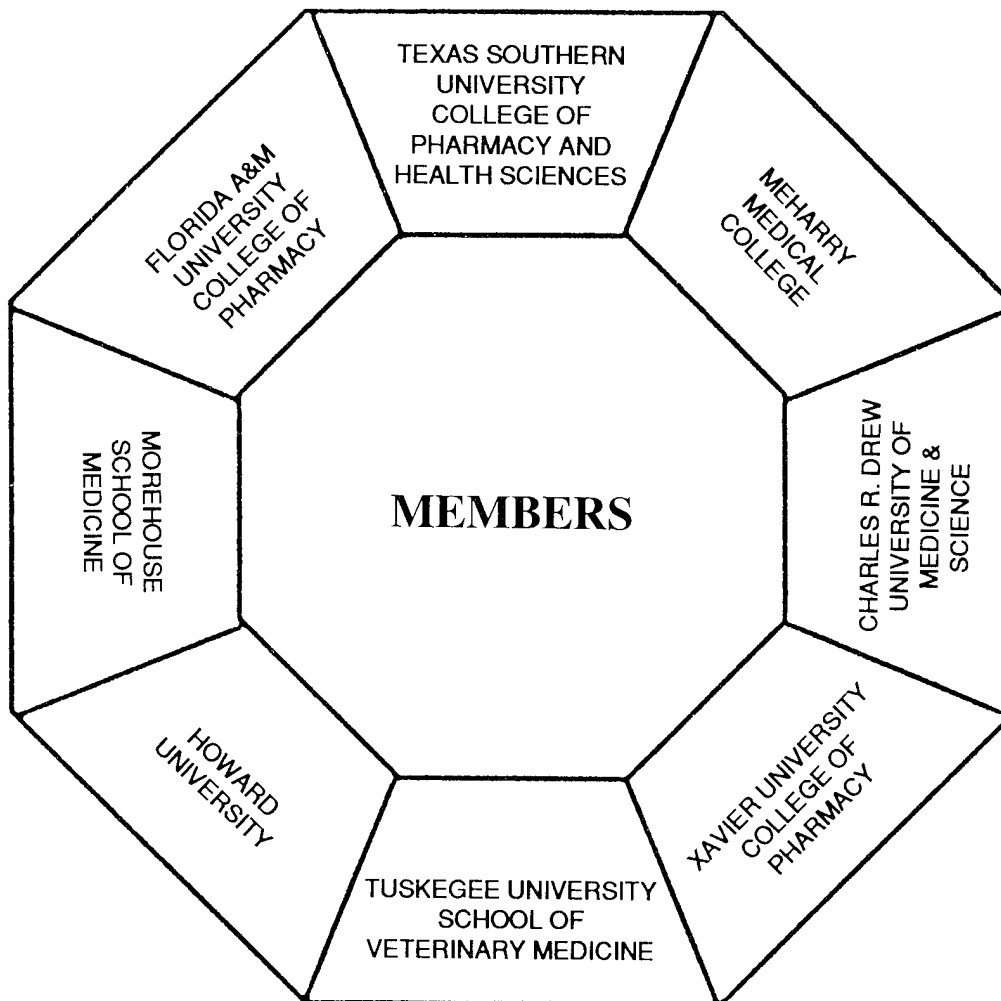 TEXAS SOUTHERN
UNIVERSITY
COLLEGE OF
PHARMACY AND
HEALTH SCIENCES
MEHARRY
MEDICAL
COLLEGE
CHARLES R. DREW
UNIVERSITY OF
MEDICINE &
SCIENCE
XAVIER UNIVERSITY
COLLEGE OF
PHARMACY
TUSKEGEE UNIVERSITY
SCHOOL OF
VETERINARY MEDICINE
HOWARD
UNIVERSITY
MOREHOUSE
SCHOOL OF
MEDICINE
FLORIDA A&M
UNIVERSITY
COLLEGE OF
PHARMACY
MEMBERS